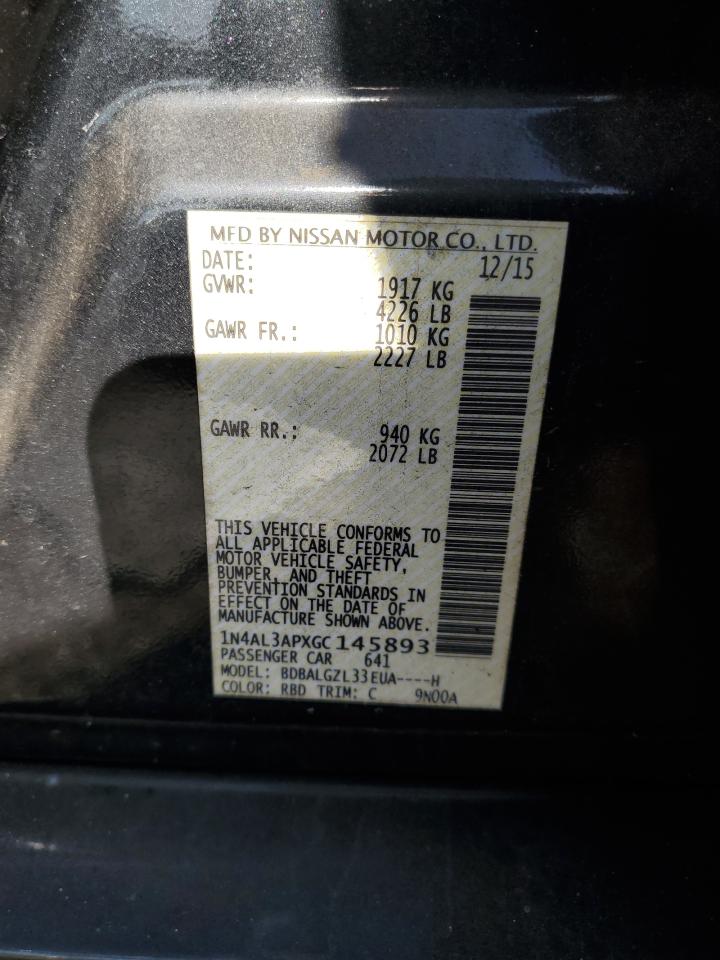 MFD BY NISSAN MOTOR CO., LTD.
DATE: 12/15
GVWR: 1917 KG
4226 LB
GAWR FR.: 1010 KG
2227 LB
GAWR RR.: 940 KG
2072 LB
THIS VEHICLE CONFORMS TO
ALL APPLICABLE FEDERAL
MOTOR VEHICLE SAFETY,
BUMPER, AND THEFT
PREVENTION STANDARDS IN
EFFECT ON THE DATE OF
MANUFACTURE SHOWN ABOVE.
1N4AL3APXGC145893
PASSENGER CAR 641
MODEL: BDBALGZL33EUA----H
COLOR: RBD TRIM: C 9N00A